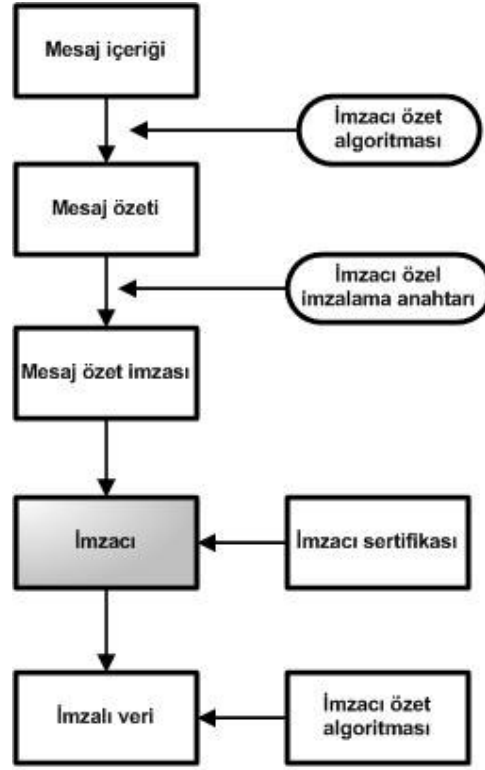 Mesaj içeriği
İmzacı özet
algoritması
Mesaj özeti
İmzacı özel
imzalama anahtarı
Mesaj özet imzası
İmzacı
İmzacı sertifikası
İmzalı veri
İmzacı özet
algoritması